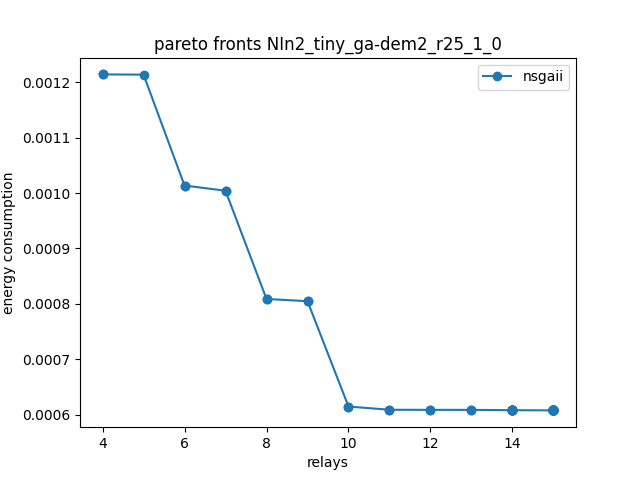 pareto fronts NIn2_tiny_ga-dem2_r25_1_0
nsgaii
energy consumption
0.0012
0.0011
0.0010
0.0009
0.0008
0.0007
0.0006
4 6 8 10 12 14
relays